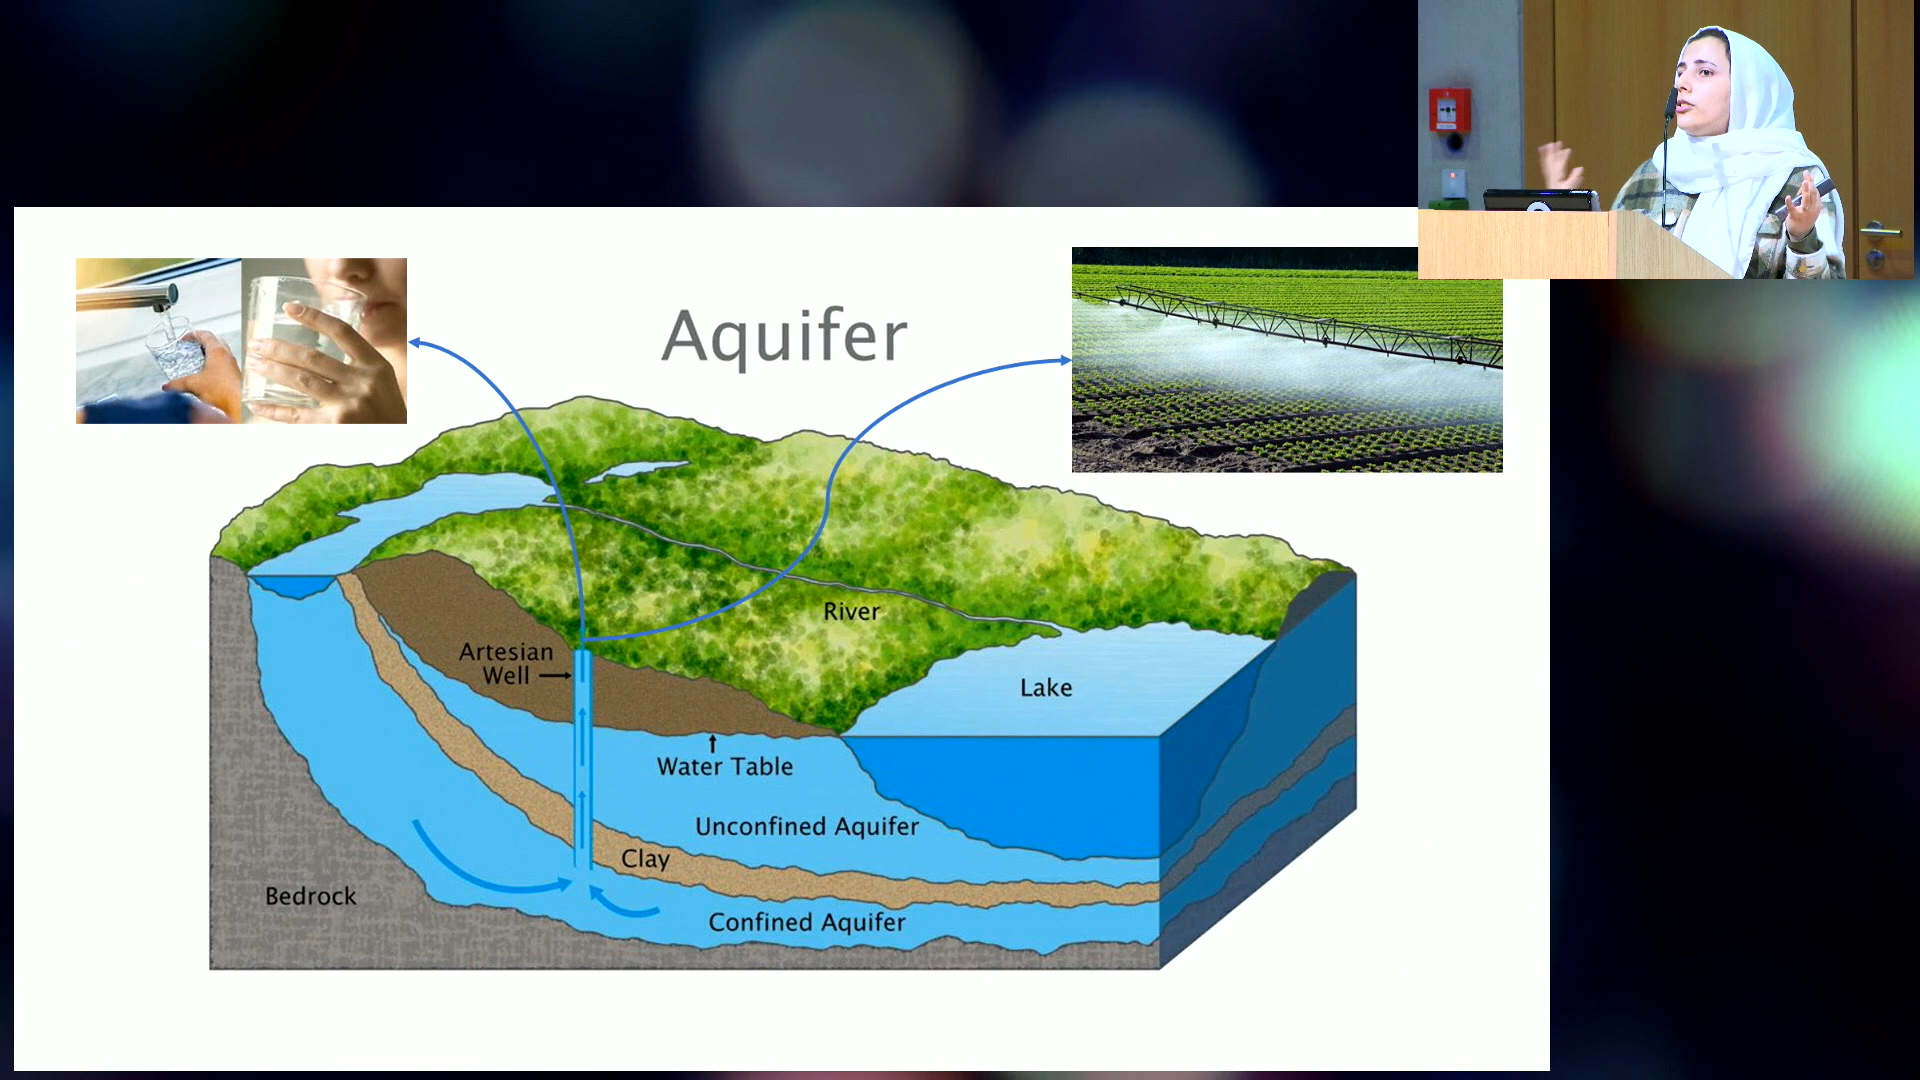 Aquifer
River
Artesian
Well
Lake
Water Table
Unconfined Aquifer
Clay
Bedrock
Confined Aquifer